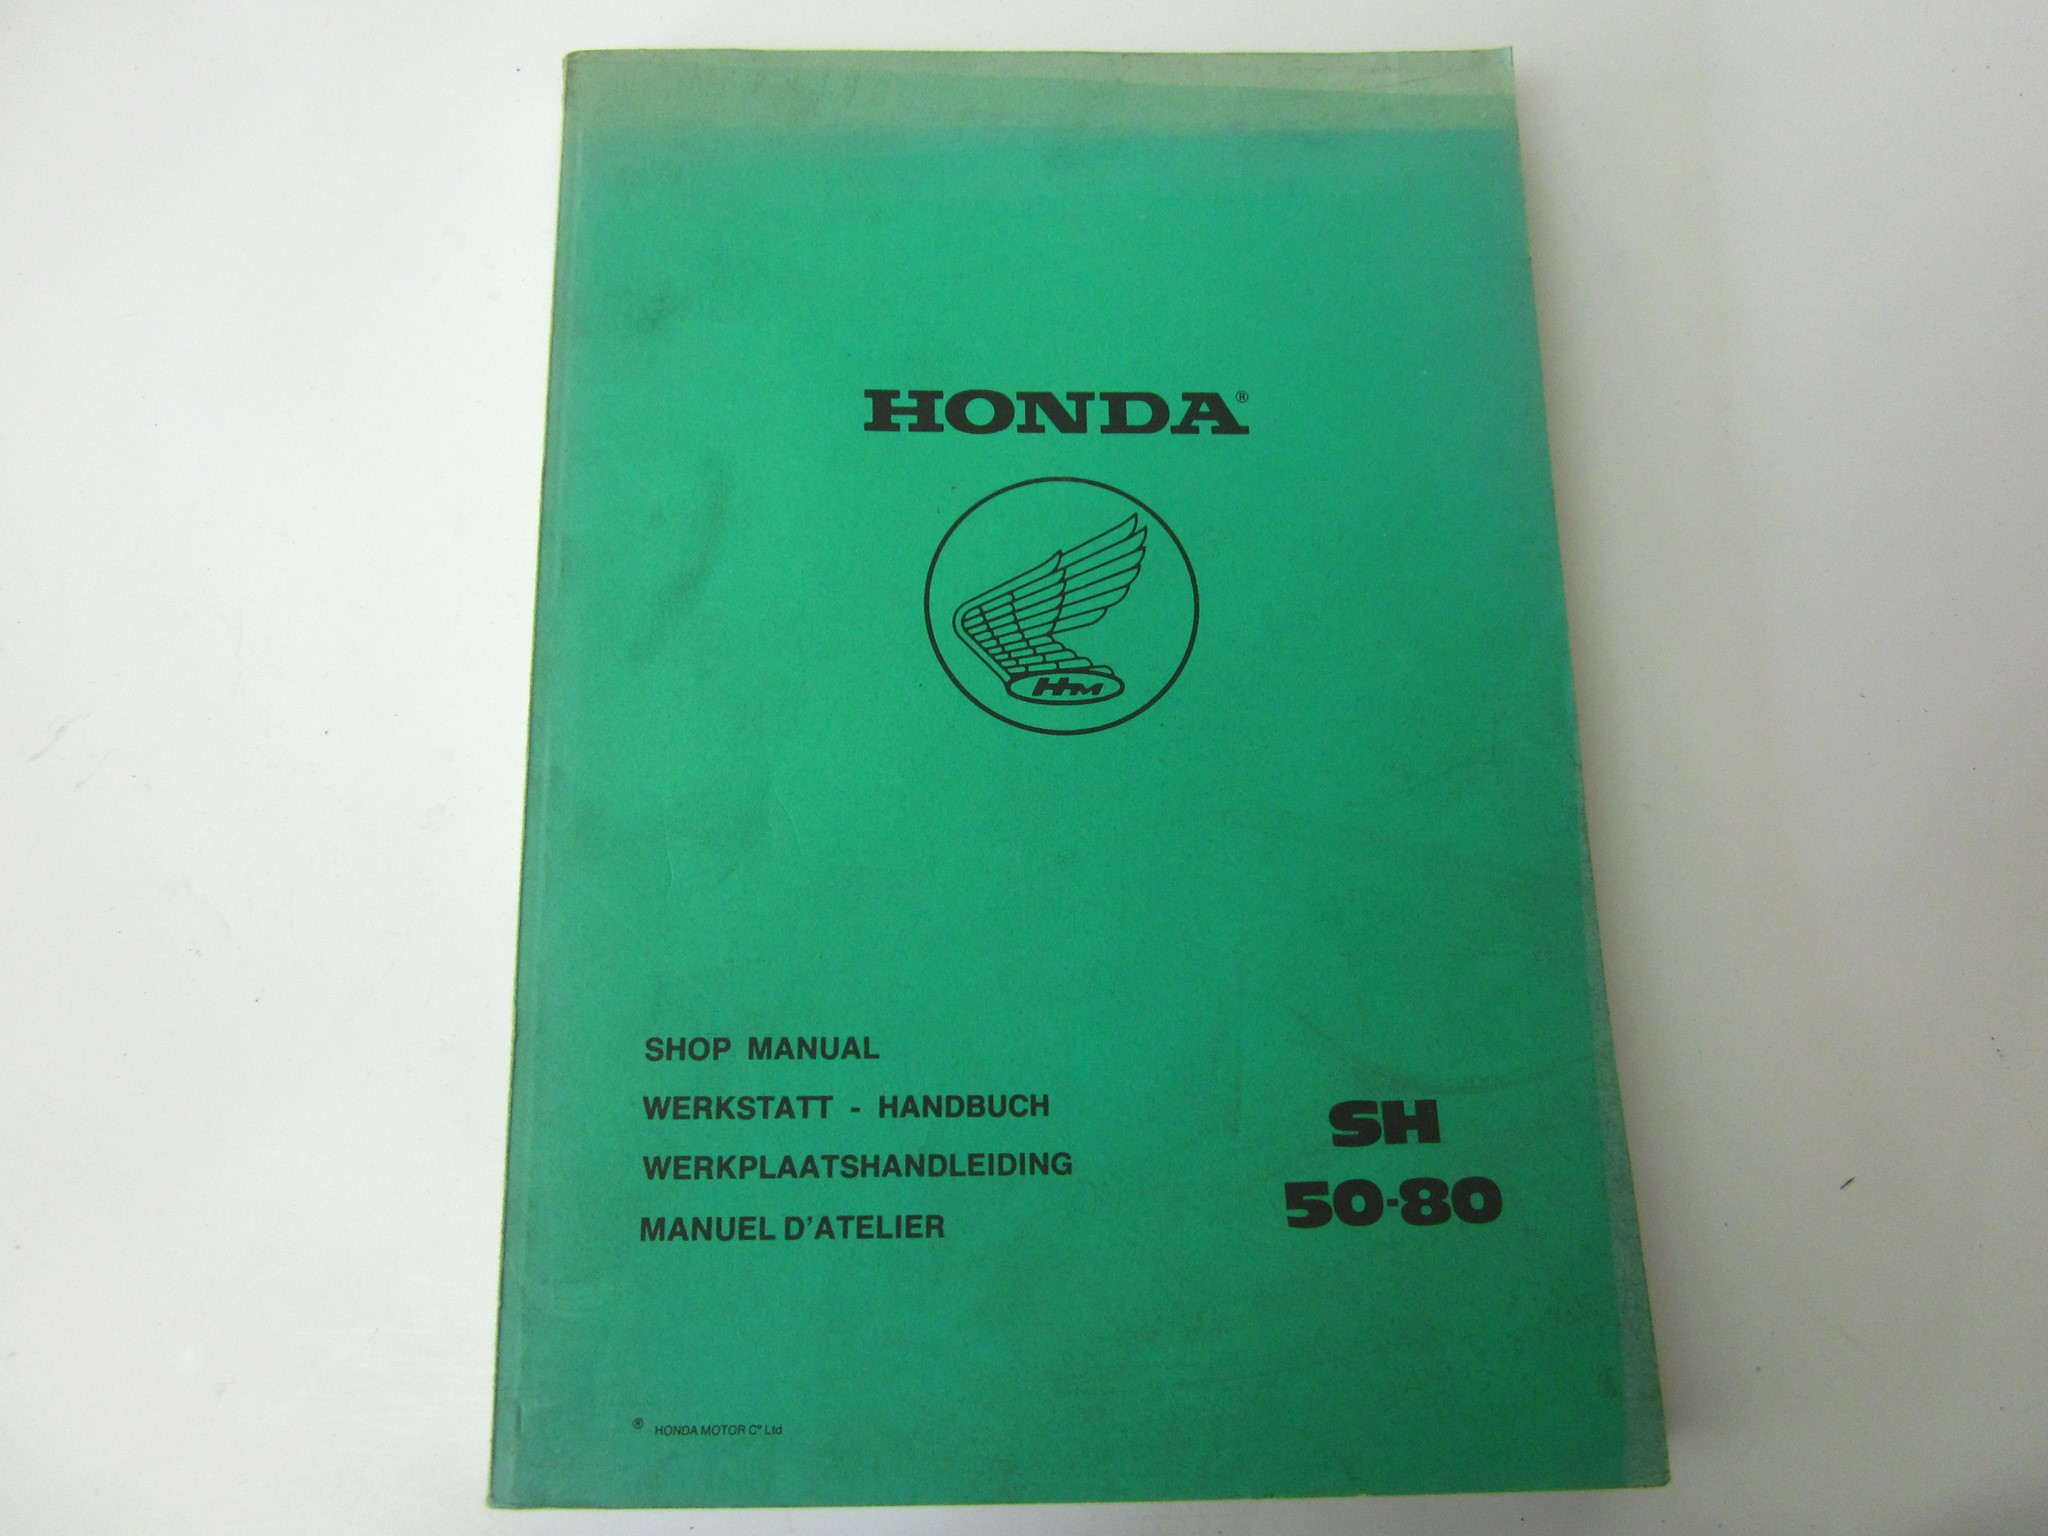 HONDA®
HM
SHOP MANUAL
WERKSTATT - HANDBUCH
WERKPLAATSHANDLEIDING
MANUEL D'ATELIER
SH
50-80
® HONDA MOTOR C° Ltd